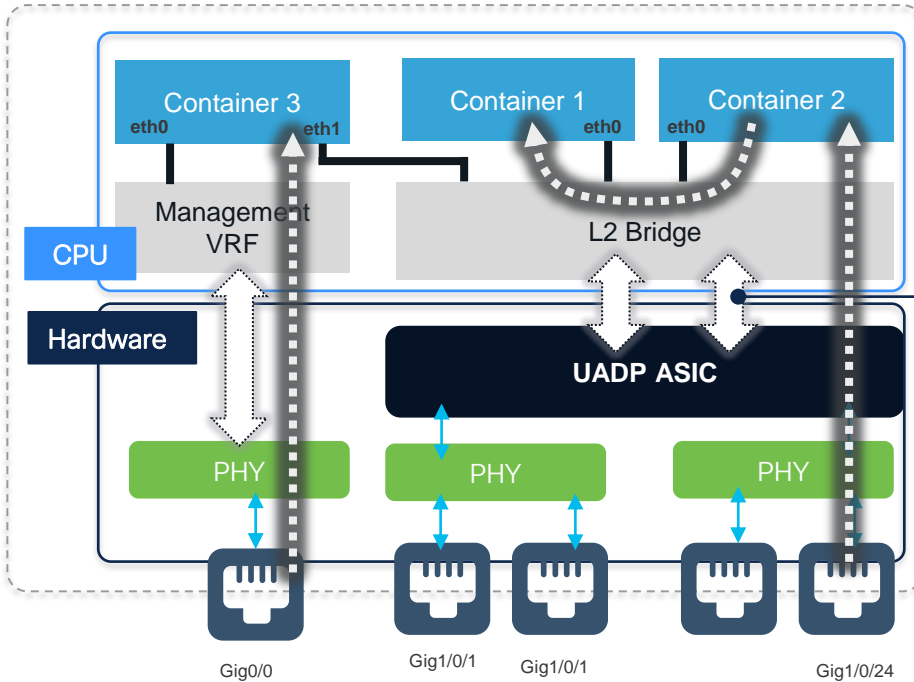 Container 3
eth0
eth1
Container 1
eth0
Container 2
eth0
Management
VRF
L2 Bridge
CPU
Hardware
UADP ASIC
PHY
PHY
PHY
Gig0/0
Gig1/0/1
Gig1/0/1
Gig1/0/24